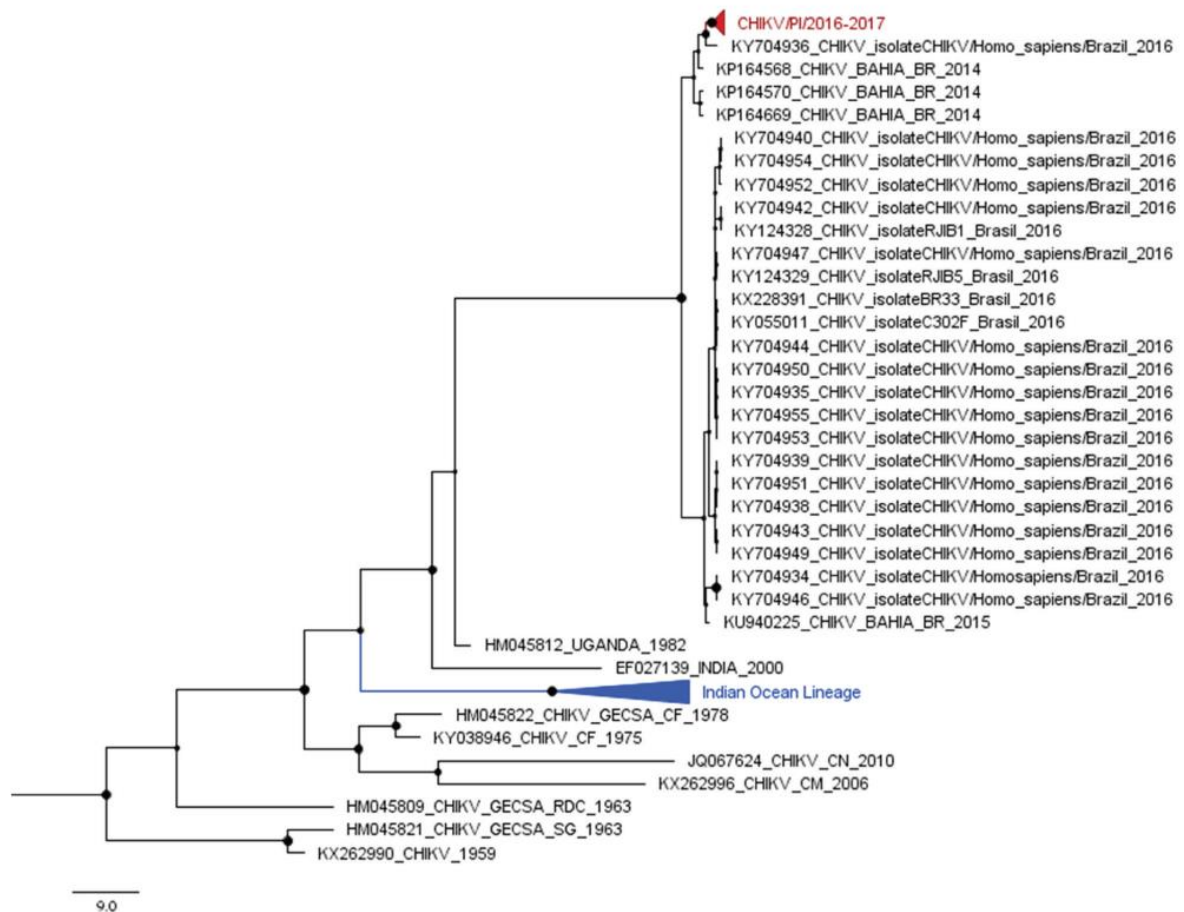 CHIKV/PI/2016-2017
KY704936_CHIKV_isolateCHIKV/Homo_sapiens/Brazil_2016
KP164568_CHIKV_BAHIA_BR_2014
KP164570_CHIKV_BAHIA_BR_2014
KP164669_CHIKV_BAHIA_BR_2014
KY704940_CHIKV_isolateCHIKV/Homo_sapiens/Brazil_2016
KY704954_CHIKV_isolateCHIKV/Homo_sapiens/Brazil_2016
KY704952_CHIKV_isolateCHIKV/Homo_sapiens/Brazil_2016
KY704942_CHIKV_isolateCHIKV/Homo_sapiens/Brazil_2016
KY124328_CHIKV_isolateRJIB1_Brasil_2016
KY704947_CHIKV_isolateCHIKV/Homo_sapiens/Brazil_2016
KY124329_CHIKV_isolateRJIB5_Brasil_2016
KX228391_CHIKV_isolateBR33_Brasil_2016
KY055011_CHIKV_isolateC302F_Brasil_2016
KY704944_CHIKV_isolateCHIKV/Homo_sapiens/Brazil_2016
KY704950_CHIKV_isolateCHIKV/Homo_sapiens/Brazil_2016
KY704935_CHIKV_isolateCHIKV/Homo_sapiens/Brazil_2016
KY704955_CHIKV_isolateCHIKV/Homo_sapiens/Brazil_2016
KY704953_CHIKV_isolateCHIKV/Homo_sapiens/Brazil_2016
KY704939_CHIKV_isolateCHIKV/Homo_sapiens/Brazil_2016
KY704951_CHIKV_isolateCHIKV/Homo_sapiens/Brazil_2016
KY704938_CHIKV_isolateCHIKV/Homo_sapiens/Brazil_2016
KY704943_CHIKV_isolateCHIKV/Homo_sapiens/Brazil_2016
KY704949_CHIKV_isolateCHIKV/Homo_sapiens/Brazil_2016
KY704934_CHIKV_isolateCHIKV/Homosapiens/Brazil_2016
KY704946_CHIKV_isolateCHIKV/Homo_sapiens/Brazil_2016
KU940225_CHIKV_BAHIA_BR_2015
HM045812_UGANDA_1982
EF027139_INDIA_2000
Indian Ocean Lineage
HM045822_CHIKV_GECSA_CF_1978
KY038946_CHIKV_CF_1975
JQ067624_CHIKV_CN_2010
KX262996_CHIKV_CM_2006
HM045809_CHIKV_GECSA_RDC_1963
HM045821_CHIKV_GECSA_SG_1963
KX262990_CHIKV_1959
9.0